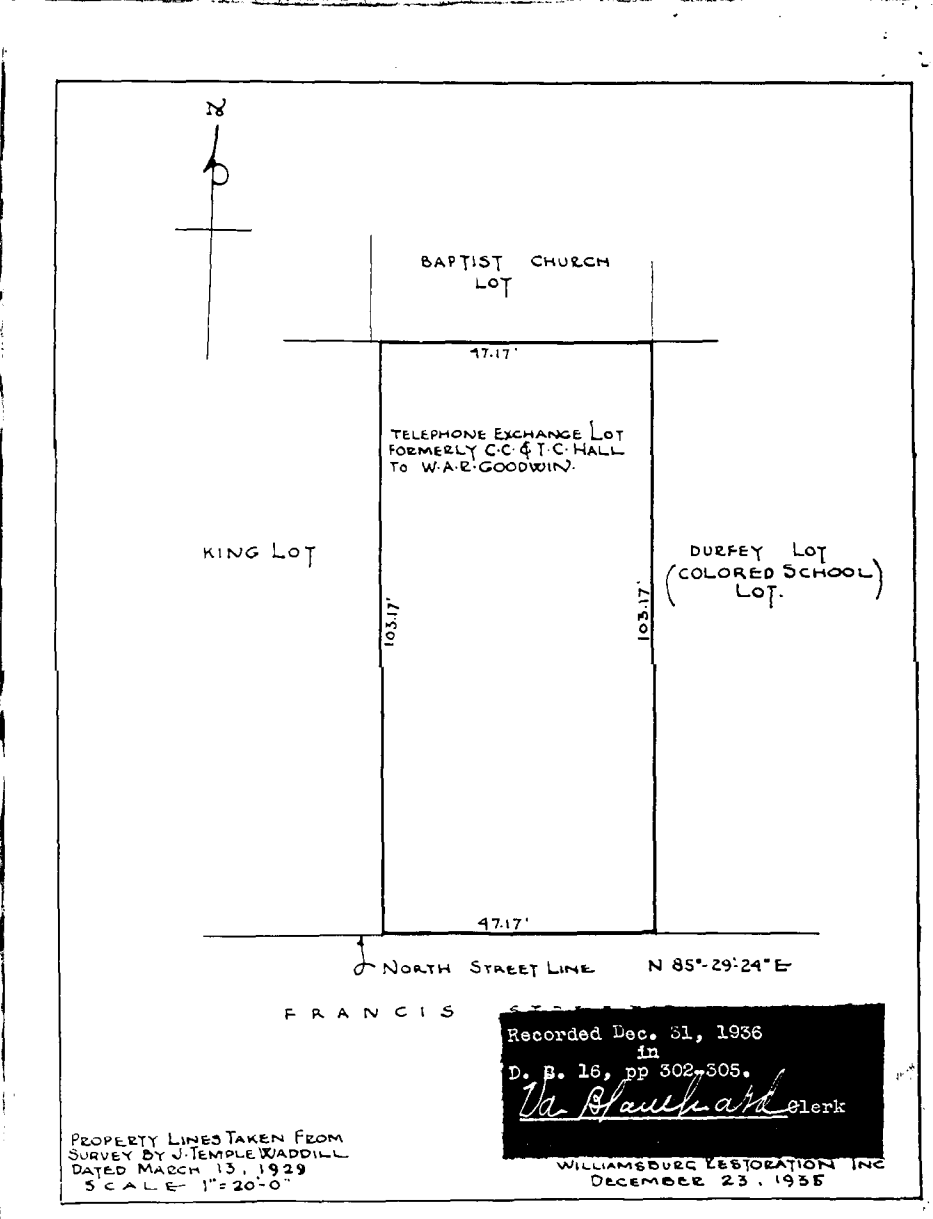 N
BAPTIST CHURCH
LOT
47.17'
TELEPHONE EXCHANGE LOT
FORMERLY C.C. & T.C. HALL
TO W.A.R. GOODWIN.
KING LOT
DURFEY LOT
(COLORED SCHOOL)
LOT.
103.17'
103.17'
47.17'
NORTH STREET LINE N 85°-29'-24" E
FRANCIS
Recorded Dec. 31, 1936
in
D. B. 16, pp 302-305.
Va Blanchard Clerk
PROPERTY LINES TAKEN FROM
SURVEY BY J. TEMPLE WADDILL
DATED MARCH 13, 1929
SCALE 1"=20'-0"
WILLIAMSBURG RESTORATION INC
DECEMBER 23, 1935